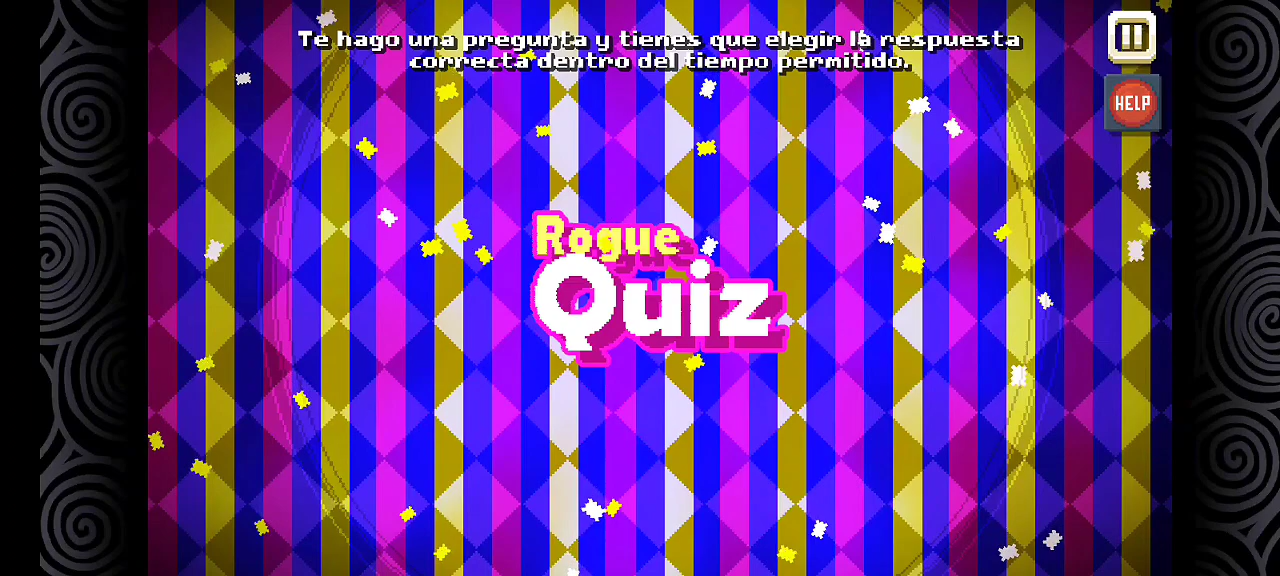 Te hago una pregunta y tienes que elegir la respuesta
correcta dentro del tiempo permitido.
HELP
Rogue
Quiz